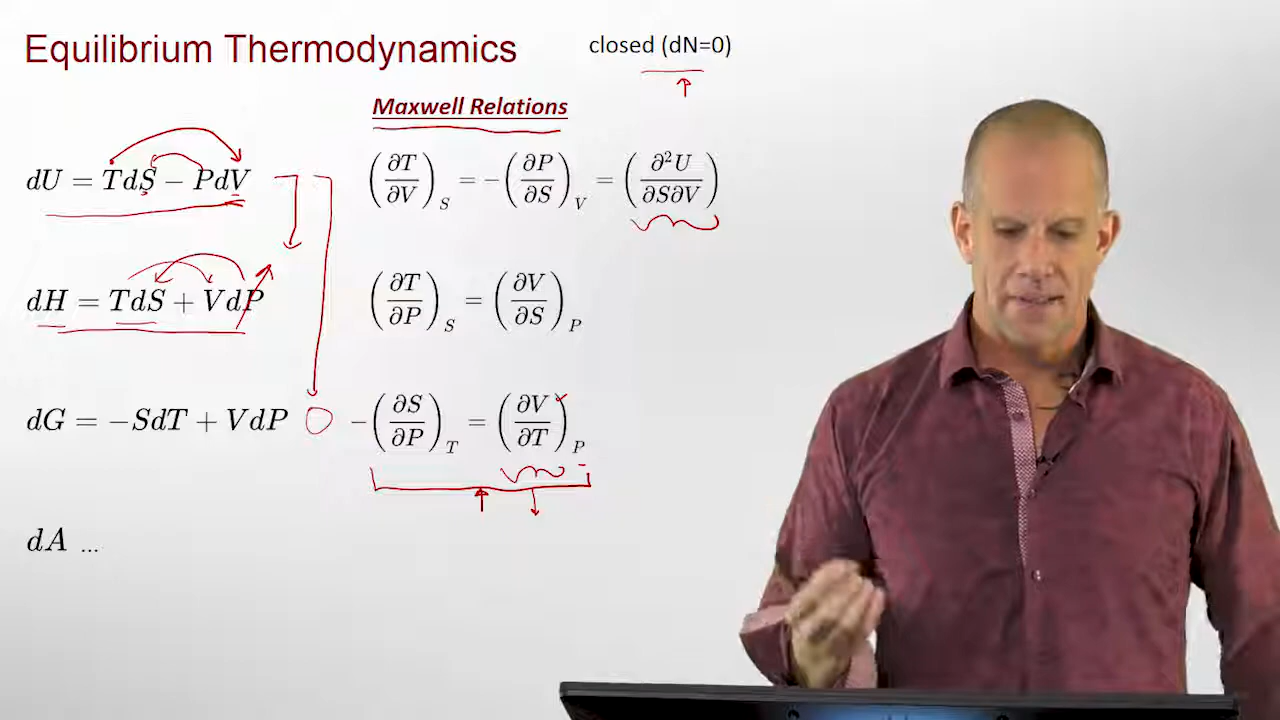 Equilibrium Thermodynamics
closed (dN=0)
Maxwell Relations
dU = TdS − PdV
(∂T/∂V)_S = −(∂P/∂S)_V = (∂²U/∂S∂V)
dH = TdS + VdP
(∂T/∂P)_S = (∂V/∂S)_P
dG = −SdT + VdP
−(∂S/∂P)_T = (∂V/∂T)_P
dA ...